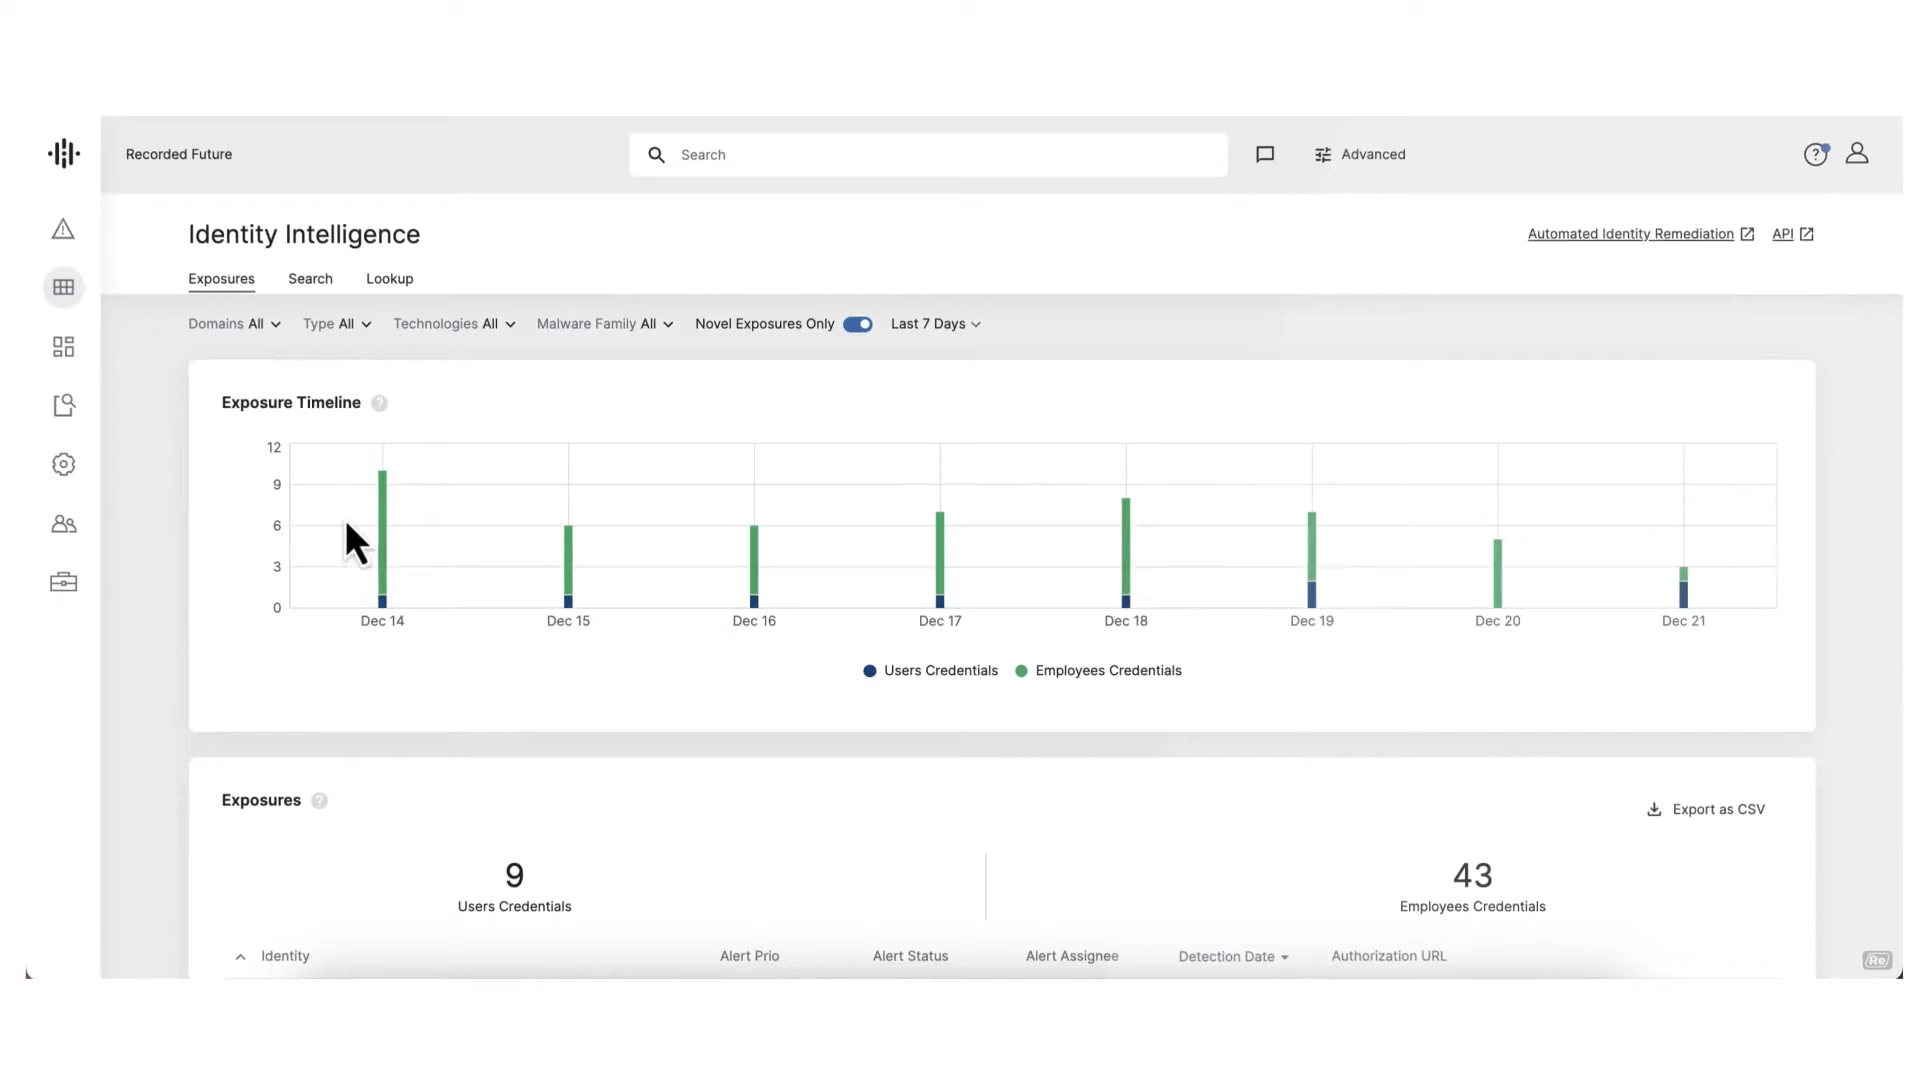 Recorded Future
Search
Advanced
Identity Intelligence
Automated Identity Remediation
API
Exposures
Search
Lookup
Domains All
Type All
Technologies All
Malware Family All
Novel Exposures Only
Last 7 Days
Exposure Timeline
?
12
9
6
3
0
Dec 14
Dec 15
Dec 16
Dec 17
Dec 18
Dec 19
Dec 20
Dec 21
Users Credentials
Employees Credentials
Exposures
?
Export as CSV
9
43
Users Credentials
Employees Credentials
Identity
Alert Prio
Alert Status
Alert Assignee
Detection Date
Authorization URL
Re